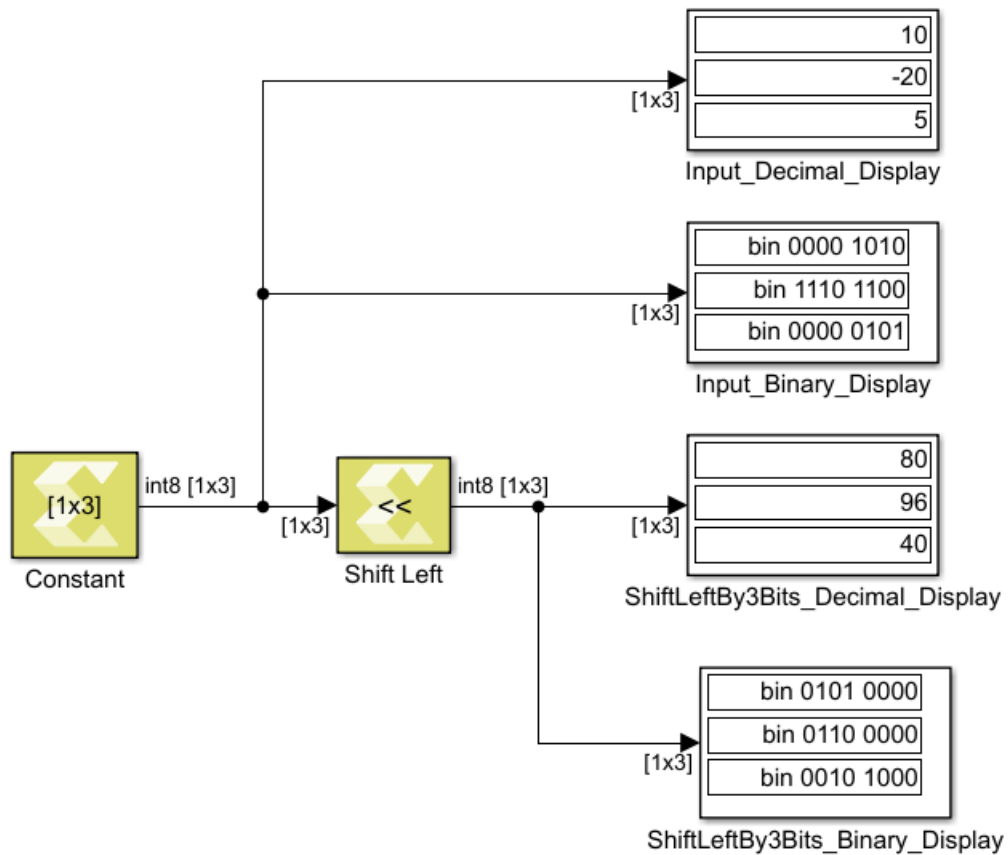 10
-20
5
[1x3]
Input_Decimal_Display
bin 0000 1010
bin 1110 1100
bin 0000 0101
[1x3]
Input_Binary_Display
[1x3]
Constant
int8 [1x3]
[1x3]
<<
Shift Left
int8 [1x3]
80
96
40
[1x3]
ShiftLeftBy3Bits_Decimal_Display
bin 0101 0000
bin 0110 0000
bin 0010 1000
[1x3]
ShiftLeftBy3Bits_Binary_Display